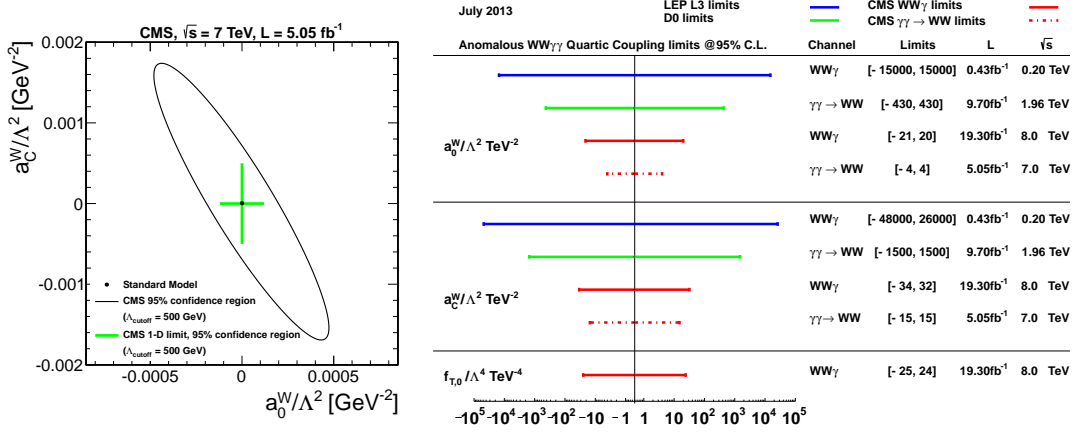 CMS, √s = 7 TeV, L = 5.05 fb⁻¹
a_C^W/Λ² [GeV⁻²]
0.002
0.001
0
-0.001
-0.002
Standard Model
CMS 95% confidence region
(Λ_cutoff = 500 GeV)
CMS 1-D limit, 95% confidence region
(Λ_cutoff = 500 GeV)
-0.0005 0 0.0005
a_0^W/Λ² [GeV⁻²]
July 2013
LEP L3 limits
D0 limits
CMS WWγ limits
CMS γγ → WW limits
Anomalous WWγγ Quartic Coupling limits @95% C.L. Channel Limits L √s
WWγ [- 15000, 15000] 0.43fb⁻¹ 0.20 TeV
γγ → WW [- 430, 430] 9.70fb⁻¹ 1.96 TeV
a_0^W/Λ² TeV⁻²
WWγ [- 21, 20] 19.30fb⁻¹ 8.0 TeV
γγ → WW [- 4, 4] 5.05fb⁻¹ 7.0 TeV
WWγ [- 48000, 26000] 0.43fb⁻¹ 0.20 TeV
γγ → WW [- 1500, 1500] 9.70fb⁻¹ 1.96 TeV
a_C^W/Λ² TeV⁻²
WWγ [- 34, 32] 19.30fb⁻¹ 8.0 TeV
γγ → WW [- 15, 15] 5.05fb⁻¹ 7.0 TeV
f_T,0/Λ⁴ TeV⁻⁴ WWγ [- 25, 24] 19.30fb⁻¹ 8.0 TeV
-10⁵ -10⁴ -10³ -10² -10 -1 1 10 10² 10³ 10⁴ 10⁵